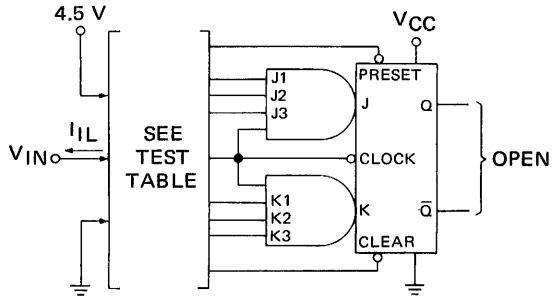 4.5 V
VCC
PRESET
J1
J2
J3
J
Q
IIL
SEE
TEST
TABLE
VIN
CLOCK
OPEN
K1
K2
K3
K
Q̅
CLEAR